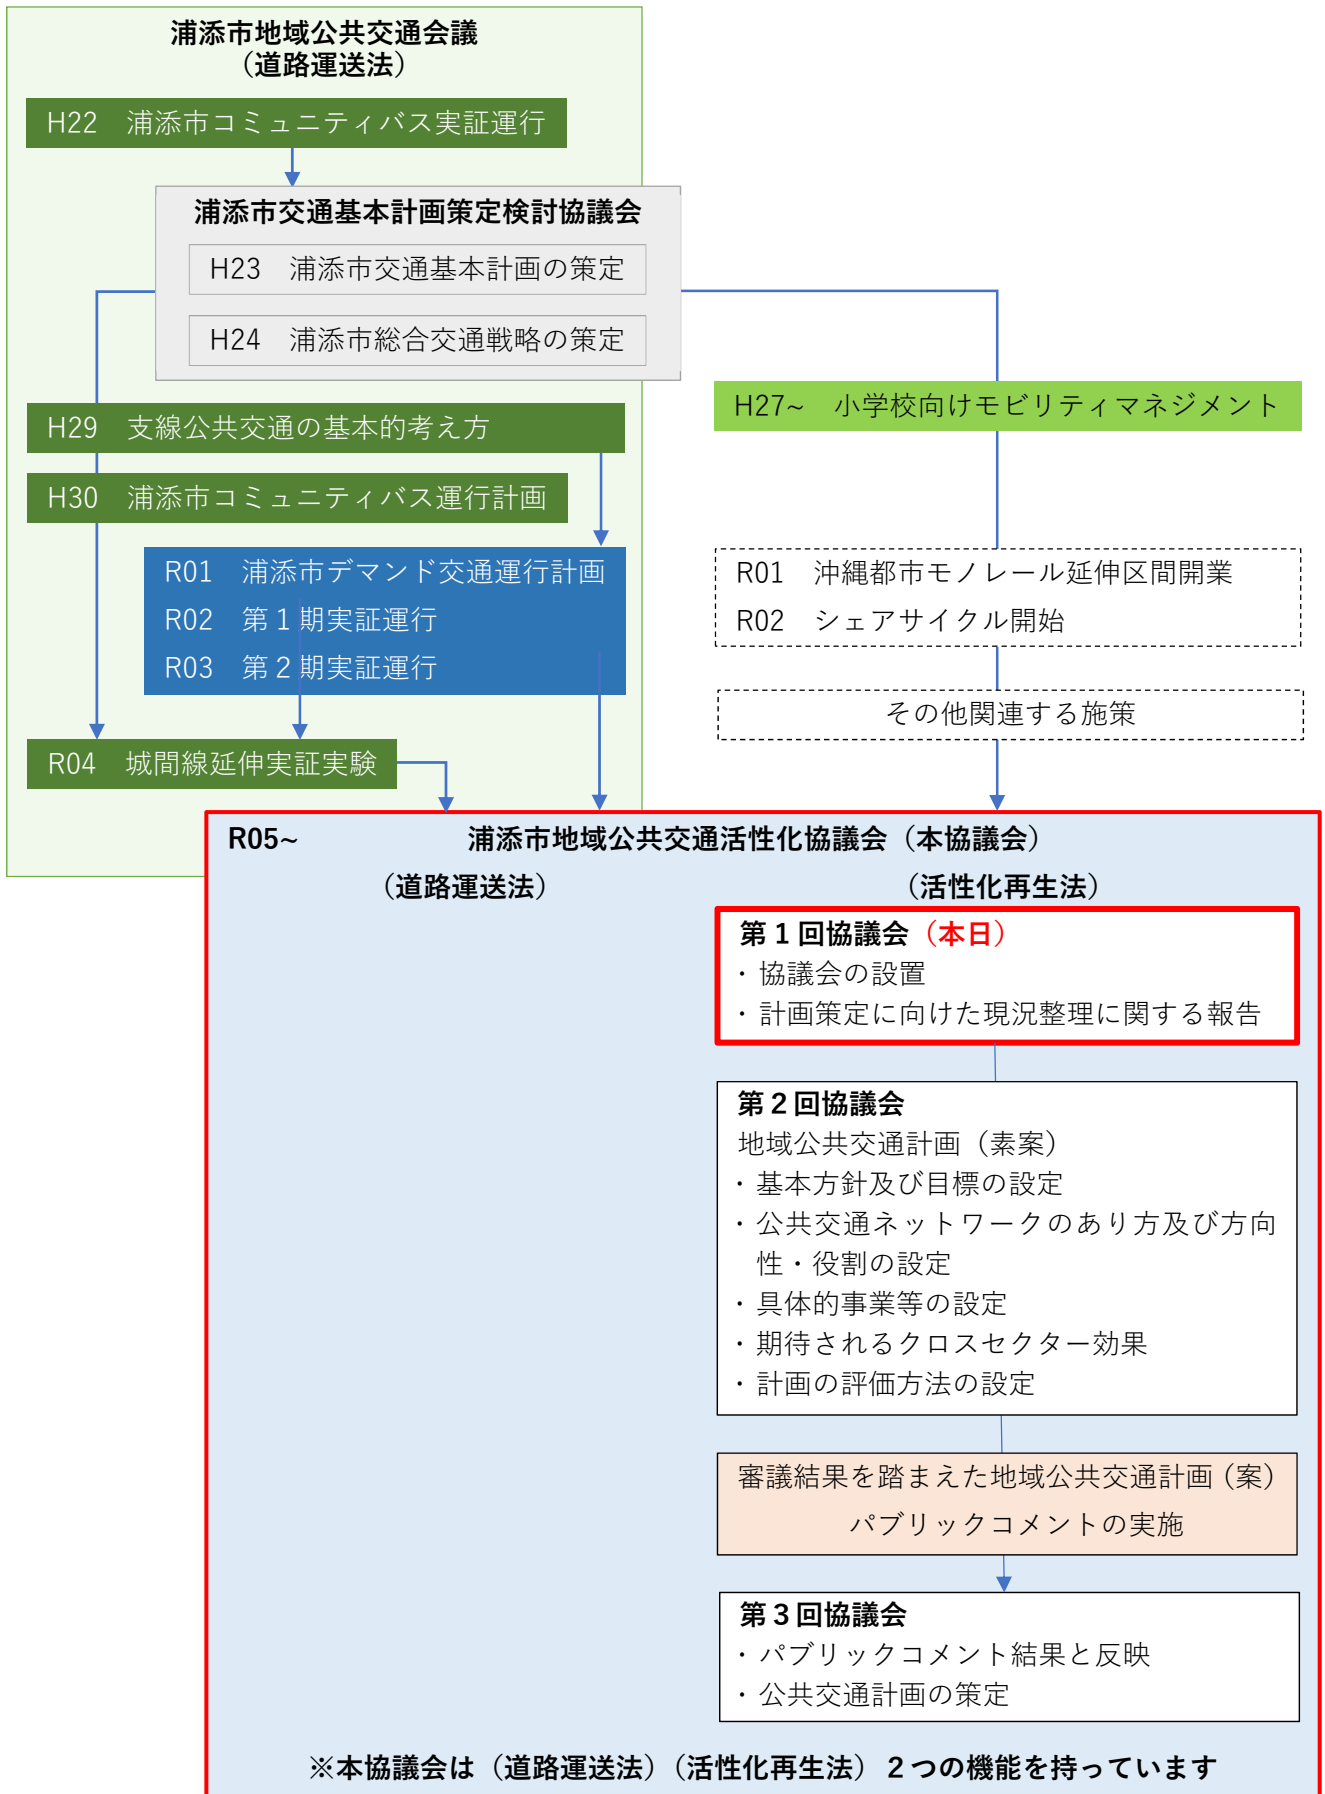 浦添市地域公共交通会議
（道路運送法）
H22　浦添市コミュニティバス実証運行
浦添市交通基本計画策定検討協議会
H23　浦添市交通基本計画の策定
H24　浦添市総合交通戦略の策定
H29　支線公共交通の基本的考え方
H30　浦添市コミュニティバス運行計画
R01　浦添市デマンド交通運行計画
R02　第１期実証運行
R03　第２期実証運行
R04　城間線延伸実証実験
H27~　小学校向けモビリティマネジメント
R01　沖縄都市モノレール延伸区間開業
R02　シェアサイクル開始
その他関連する施策
R05~　浦添市地域公共交通活性化協議会（本協議会）
（道路運送法）　（活性化再生法）
第１回協議会（本日）
・協議会の設置
・計画策定に向けた現況整理に関する報告
第２回協議会
地域公共交通計画（素案）
・基本方針及び目標の設定
・公共交通ネットワークのあり方及び方向
性・役割の設定
・具体的事業等の設定
・期待されるクロスセクター効果
・計画の評価方法の設定
審議結果を踏まえた地域公共交通計画（案）
パブリックコメントの実施
第３回協議会
・パブリックコメント結果と反映
・公共交通計画の策定
※本協議会は（道路運送法）（活性化再生法）２つの機能を持っています